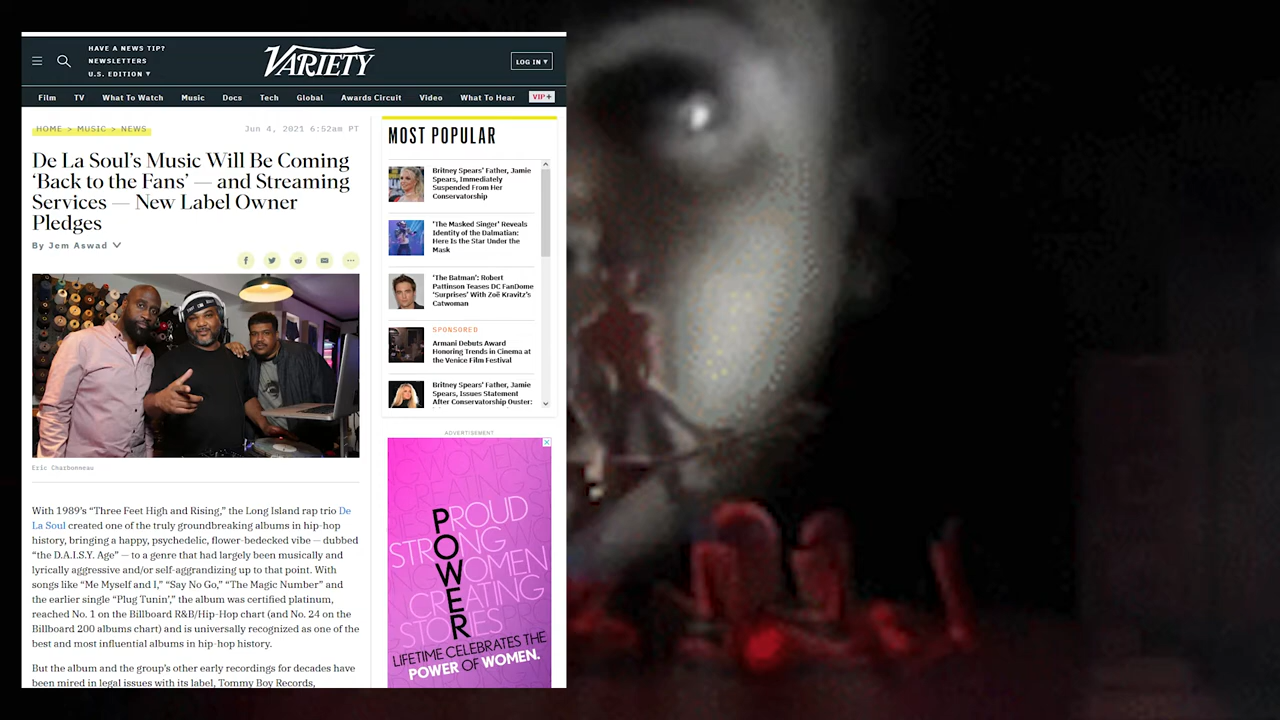 HAVE A NEWS TIP?
NEWSLETTERS
U.S. EDITION
VARIETY
LOG IN
Film TV What To Watch Music Docs Tech Global Awards Circuit Video What To Hear VIP+
HOME > MUSIC > NEWS
Jun 4, 2021 6:52am PT
De La Soul's Music Will Be Coming
‘Back to the Fans’ — and Streaming
Services — New Label Owner
Pledges
By Jem Aswad
Eric Charbonneau
With 1989's “Three Feet High and Rising,” the Long Island rap trio De
La Soul created one of the truly groundbreaking albums in hip-hop
history, bringing a happy, psychedelic, flower-bedecked vibe — dubbed
“the D.A.I.S.Y. Age” — to a genre that had largely been musically and
lyrically aggressive and/or self-aggrandizing up to that point. With
songs like “Me Myself and I,” “Say No Go,” “The Magic Number” and
the earlier single “Plug Tunin’,” the album was certified platinum,
reached No. 1 on the Billboard R&B/Hip-Hop chart (and No. 24 on the
Billboard 200 albums chart) and is universally recognized as one of the
best and most influential albums in hip-hop history.
But the album and the group's other early recordings for decades have
been mired in legal issues with its label, Tommy Boy Records,
MOST POPULAR
Britney Spears’ Father, Jamie
Spears, Immediately
Suspended From Her
Conservatorship
‘The Masked Singer’ Reveals
Identity of the Dalmatian:
Here Is the Star Under the
Mask
‘The Batman’: Robert
Pattinson Teases DC FanDome
‘Surprises’ With Zoë Kravitz’s
Catwoman
SPONSORED
Armani Debuts Award
Honoring Trends in Cinema at
the Venice Film Festival
Britney Spears’ Father, Jamie
Spears, Issues Statement
After Conservatorship Ouster:
ADVERTISEMENT
PROUD
STRONG
WOMEN
CREATING
STORIES
POWER
LIFETIME CELEBRATES THE
POWER OF WOMEN.